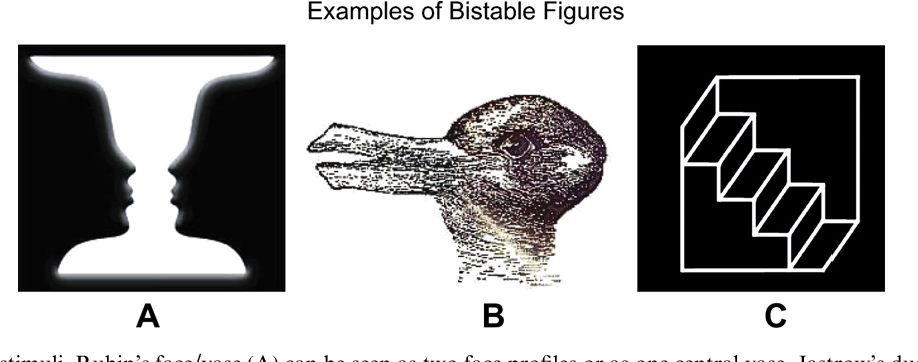 Examples of Bistable Figures
A
B
C
stimuli. Rubin's face/vase (A) can be seen as two face profiles or as one central vase. Jastrow's du